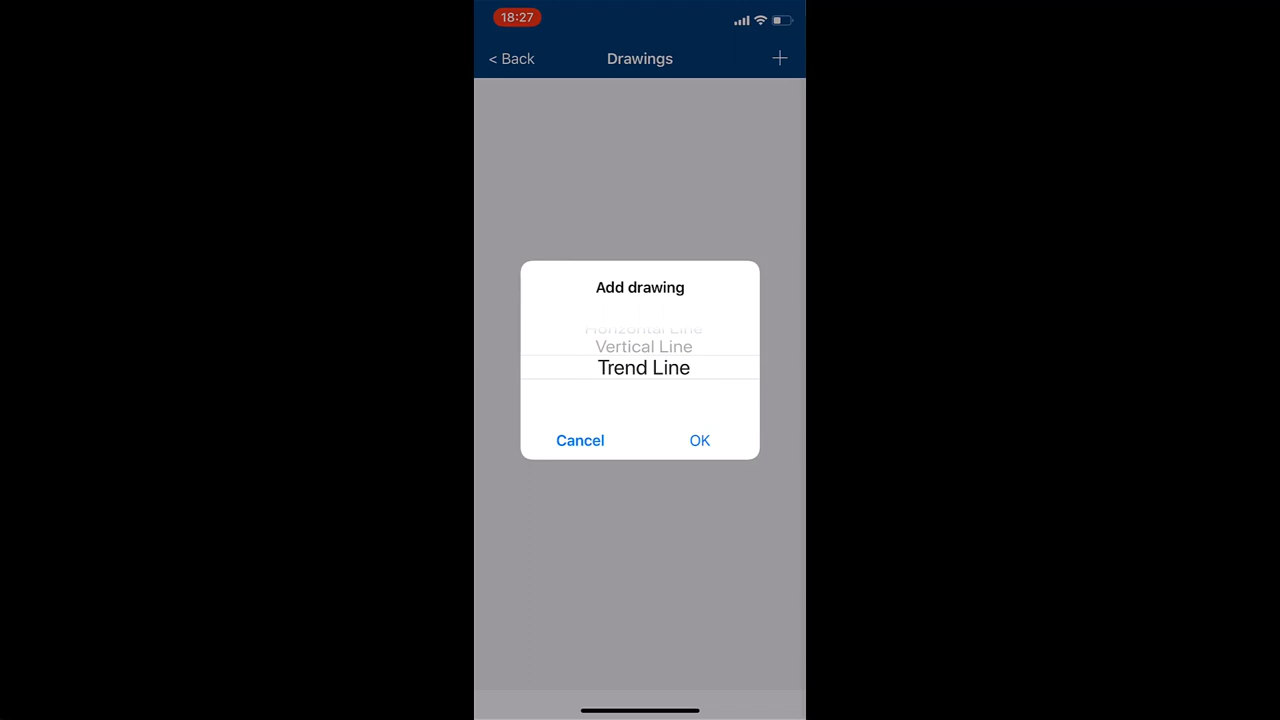 18:27
< Back
Drawings
Add drawing
Horizontal Line
Vertical Line
Trend Line
Cancel
OK